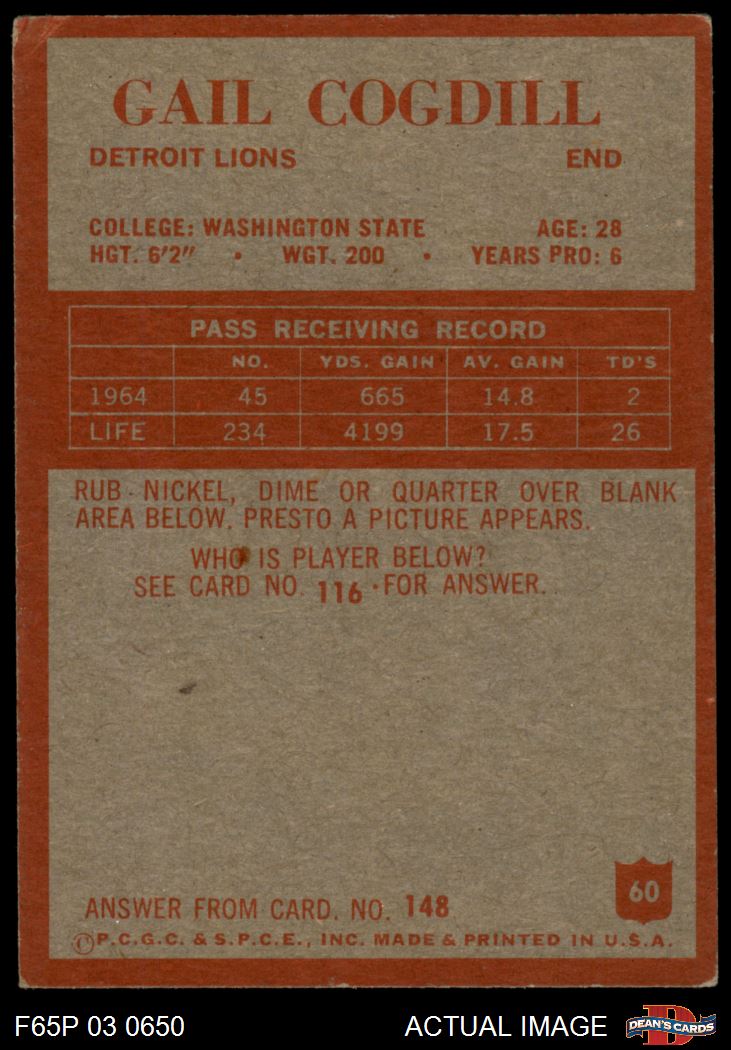 GAIL COGDILL
DETROIT LIONS END
COLLEGE: WASHINGTON STATE AGE: 28
HGT. 6'2" • WGT. 200 • YEARS PRO: 6
PASS RECEIVING RECORD
NO. YDS. GAIN AV. GAIN TD'S
1964 45 665 14.8 2
LIFE 234 4199 17.5 26
RUB NICKEL, DIME OR QUARTER OVER BLANK
AREA BELOW. PRESTO A PICTURE APPEARS.
WHO IS PLAYER BELOW?
SEE CARD NO. 116 FOR ANSWER.
60
ANSWER FROM CARD. NO. 148
©P.C.G.C. & S.P.C.E., INC. MADE & PRINTED IN U.S.A.
F65P 03 0650 ACTUAL IMAGE D DEAN'S CARDS